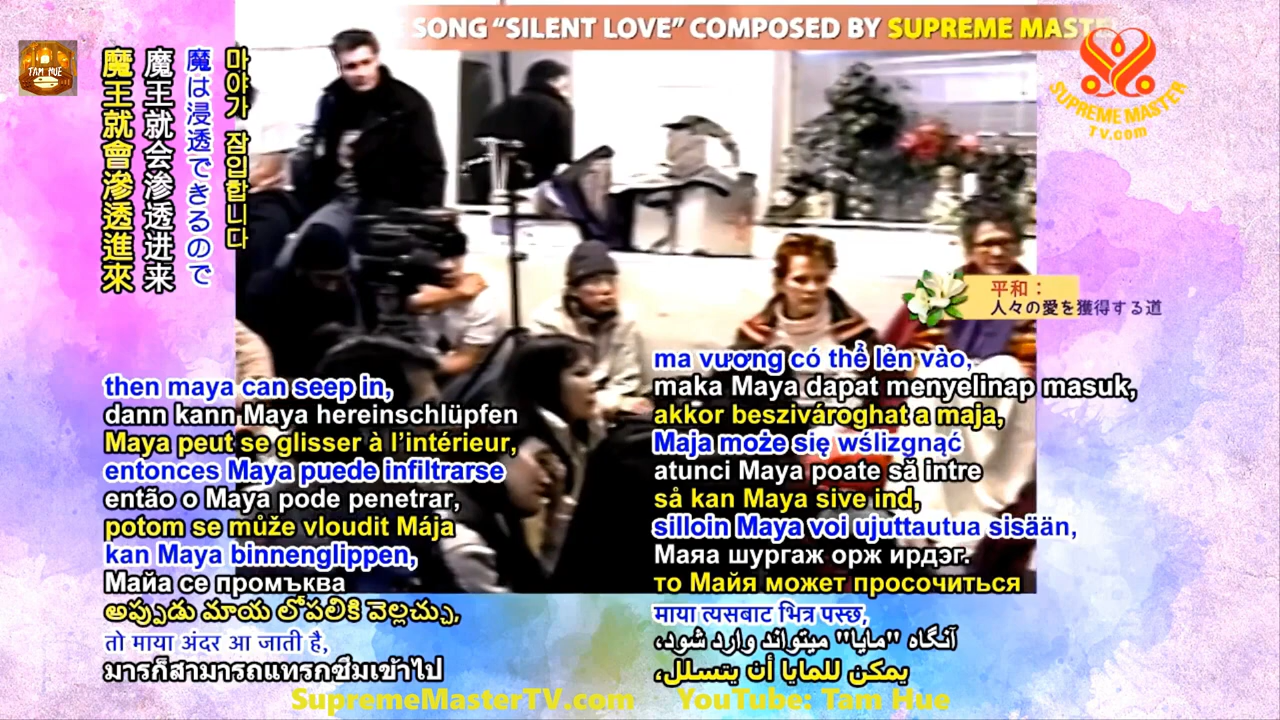 SONG “SILENT LOVE” COMPOSED BY SUPREME MASTE
TAM HUE
SUPREME MASTER
TV.com
마야가 잠입합니다
魔は浸透できるので
魔王就会渗透进来
魔王就會滲透進來
平和：
人々の愛を獲得する道
then maya can seep in,
dann kann Maya hereinschlüpfen
Maya peut se glisser à l’intérieur,
entonces Maya puede infiltrarse
então o Maya pode penetrar,
potom se může vloudit Mája
kan Maya binnenglippen,
Майа се промъква
అప్పుడు మాయ లోపలికి వెల్లచ్చు,
तो माया अंदर आ जाती है,
มารก็สามารถแทรกซึมเข้าไป
ma vương có thể lẻn vào,
maka Maya dapat menyelinap masuk,
akkor beszivároghat a maja,
Maja może się wślizgnąć
atunci Maya poate să intre
så kan Maya sive ind,
silloin Maya voi ujuttautua sisään,
Маяа шургаж орж ирдэг.
то Майя может просочиться
माया त्यसबाट भित्र पस्छ,
آنگاه "مایا" میتواند وارد شود،
يمكن للمايا أن يتسلل،
SupremeMasterTV.com
YouTube: Tam Hue